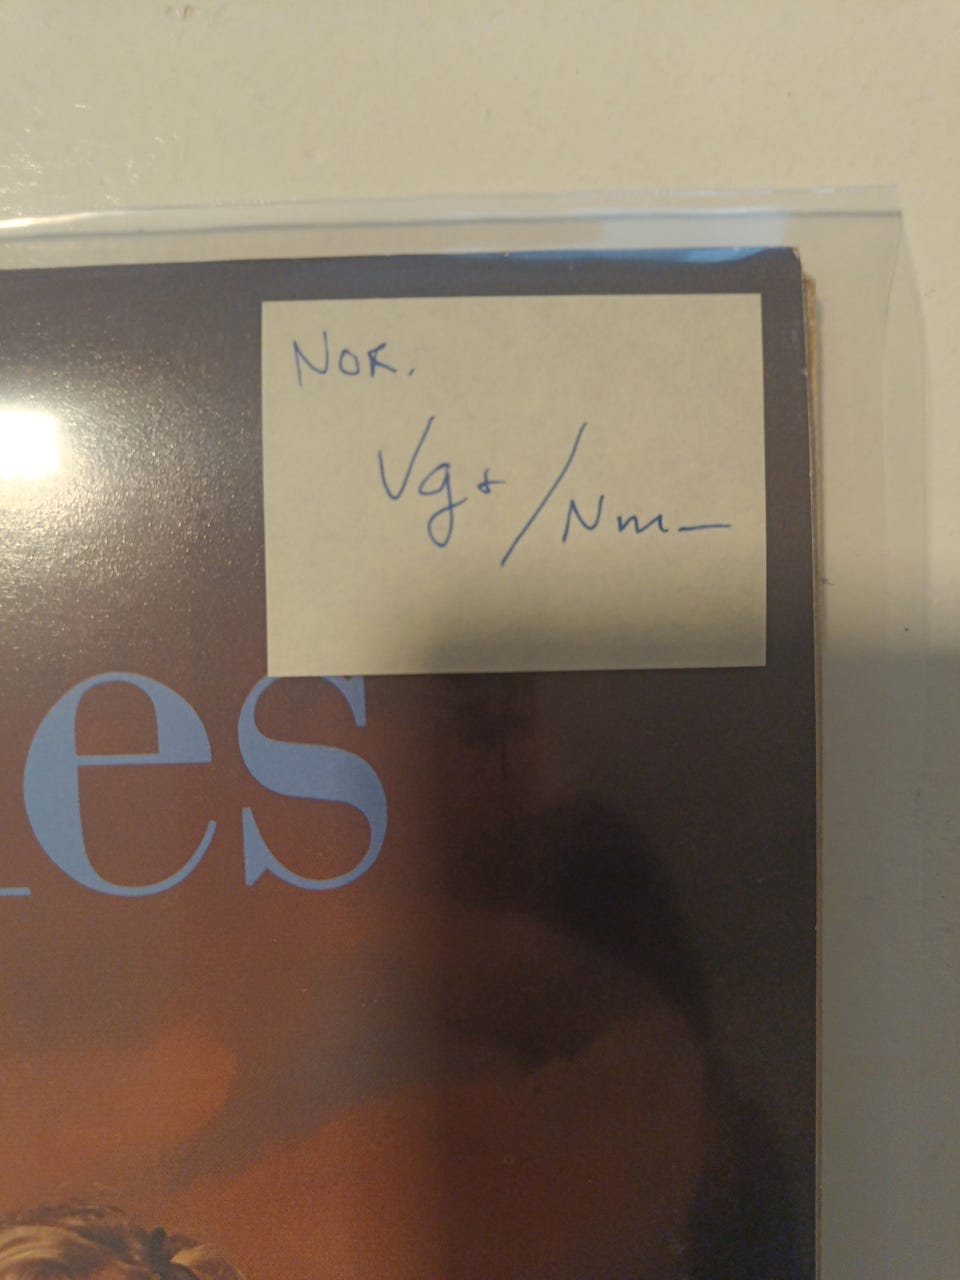 Nor.
Vg+/Nm-
es